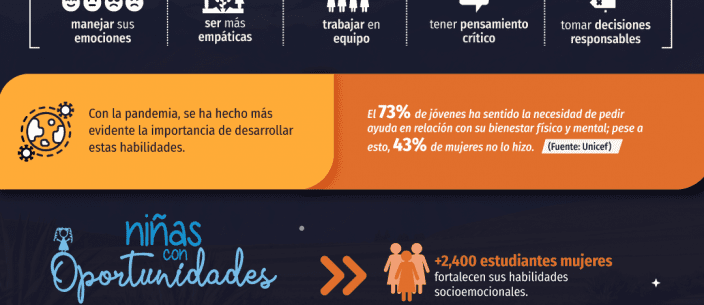 manejar sus
emociones
ser más
empáticas
trabajar en
equipo
tener pensamiento
crítico
tomar decisiones
responsables
Con la pandemia, se ha hecho más
evidente la importancia de desarrollar
estas habilidades.
El 73% de jóvenes ha sentido la necesidad de pedir
ayuda en relación con su bienestar físico y mental; pese a
esto, 43% de mujeres no lo hizo. (Fuente: Unicef)
niñas
con
Oportunidades
+2,400 estudiantes mujeres
fortalecen sus habilidades
socioemocionales.